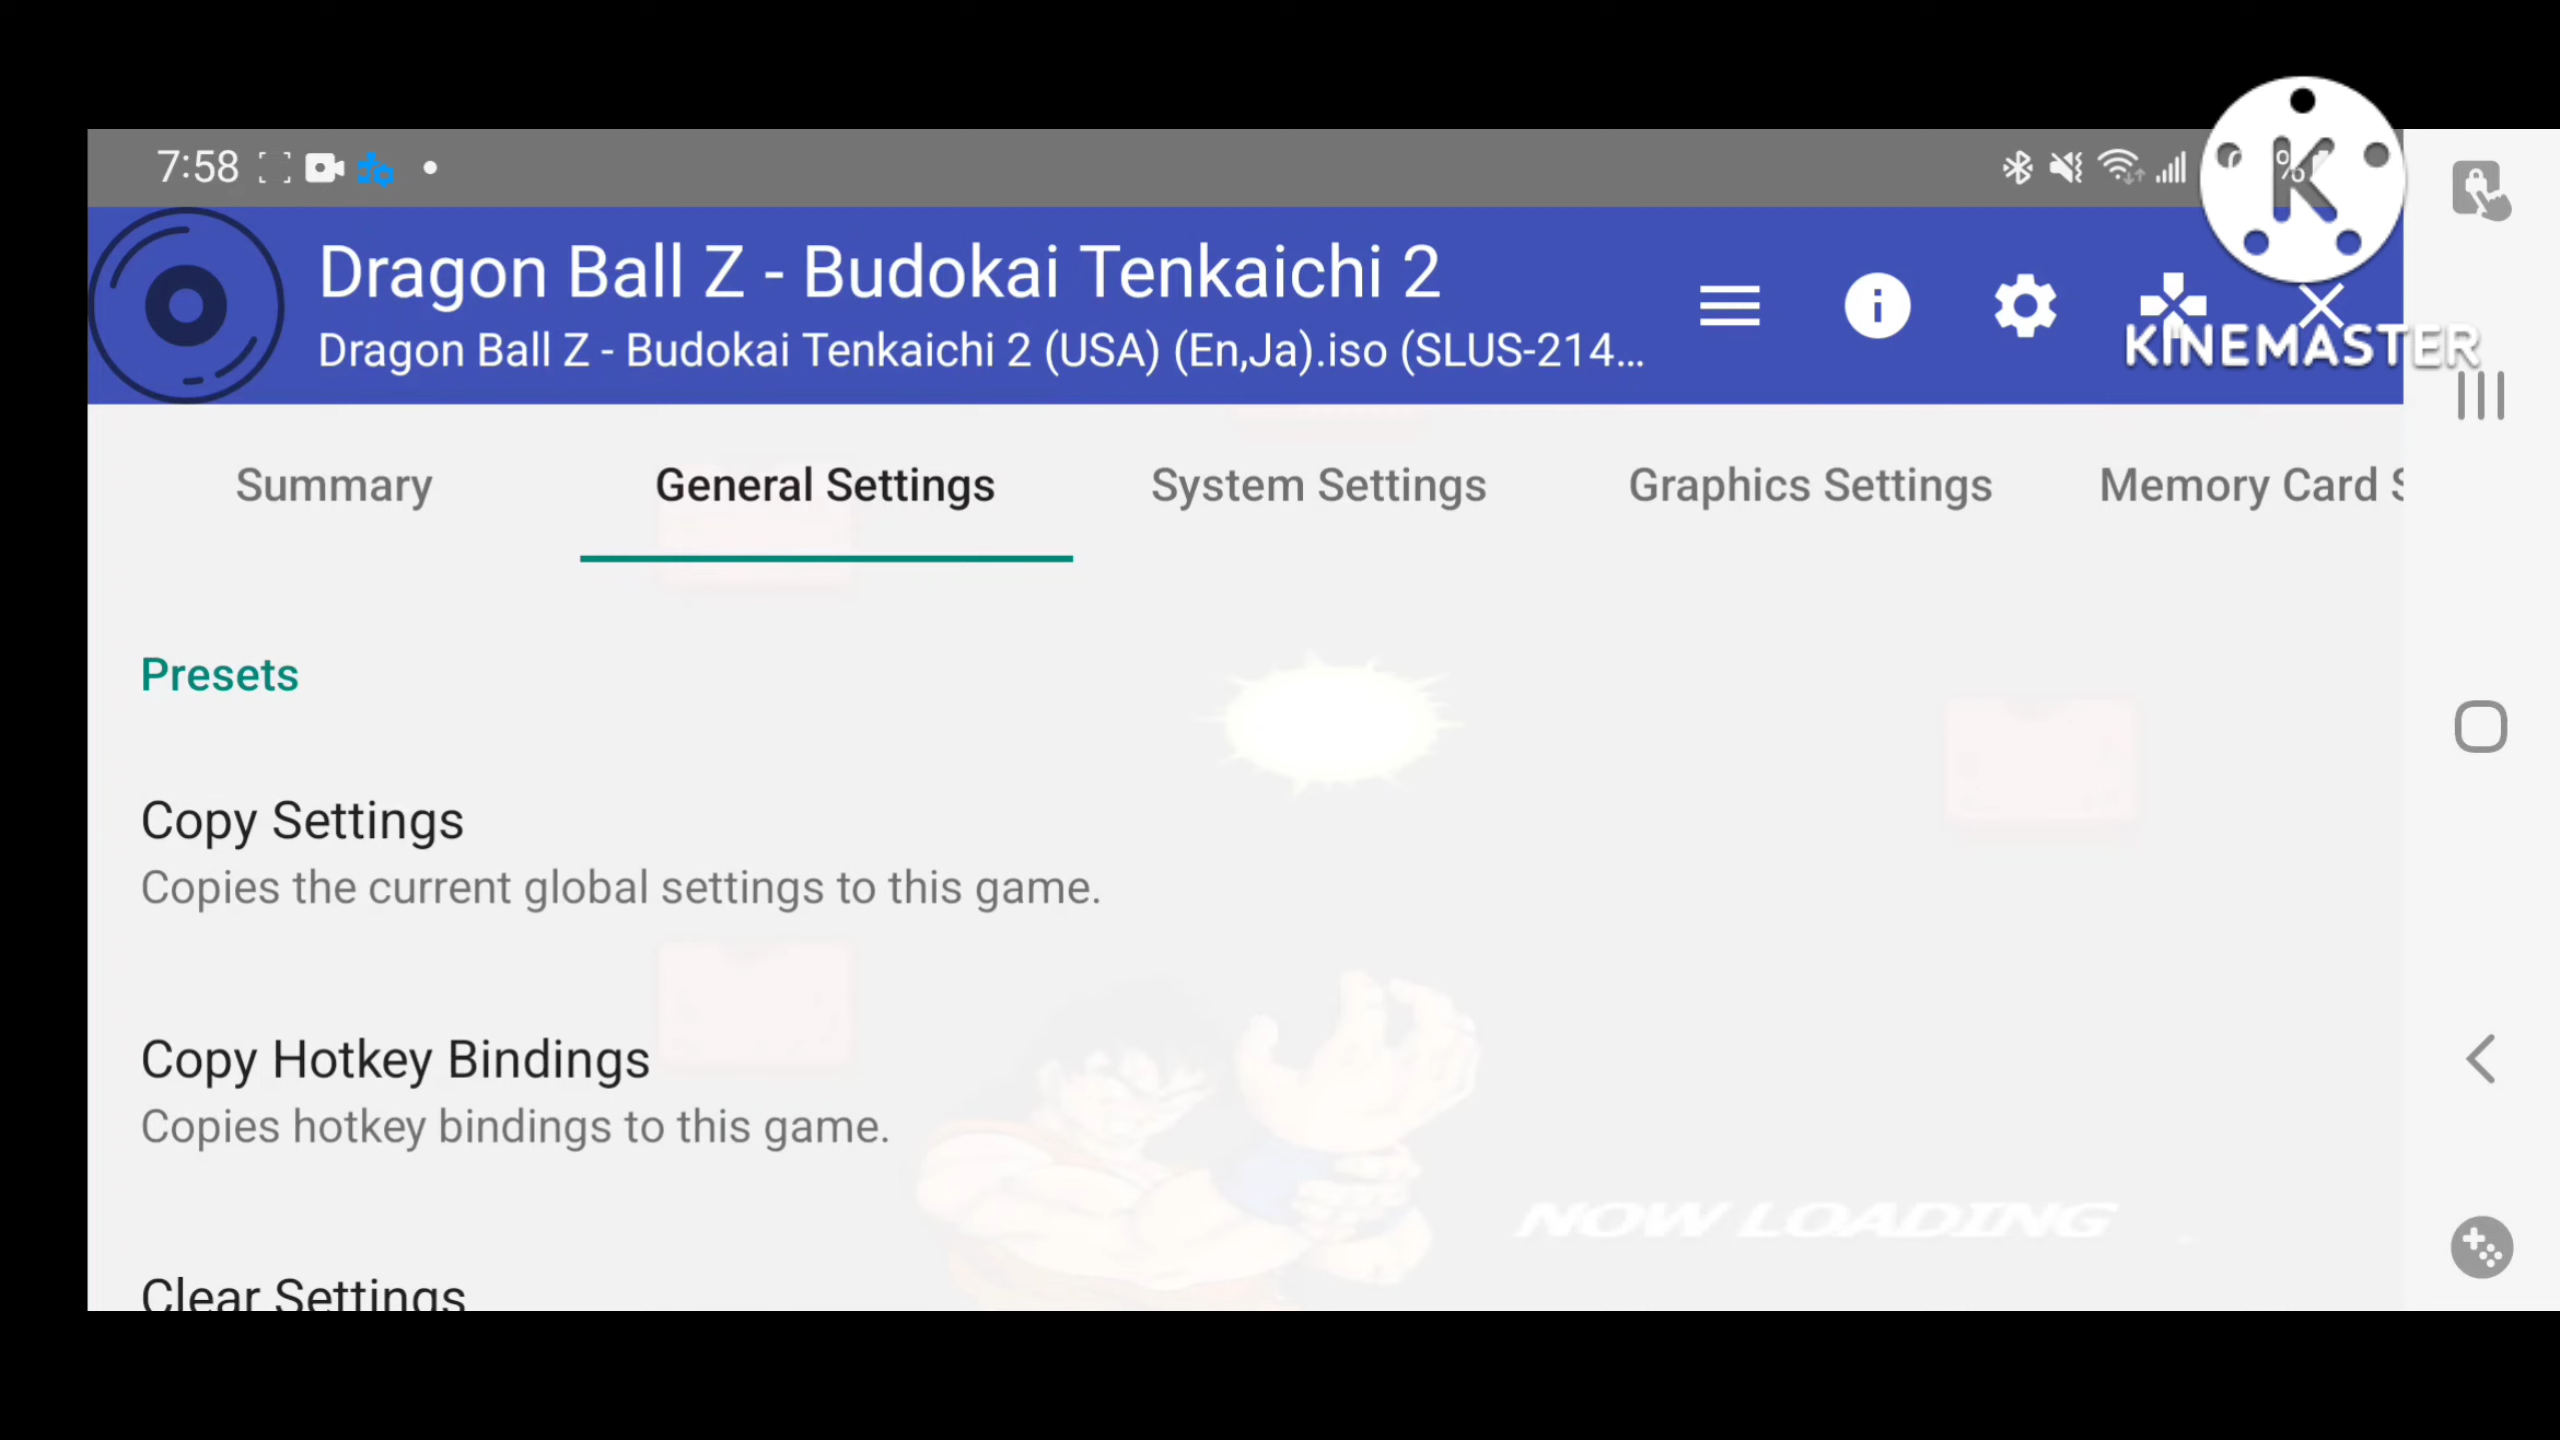 7:58
Dragon Ball Z - Budokai Tenkaichi 2
Dragon Ball Z - Budokai Tenkaichi 2 (USA) (En,Ja).iso (SLUS-214...
KINEMASTER
Summary General Settings System Settings Graphics Settings Memory Card
Presets
Copy Settings
Copies the current global settings to this game.
Copy Hotkey Bindings
Copies hotkey bindings to this game.
NOW LOADING
Clear Settings